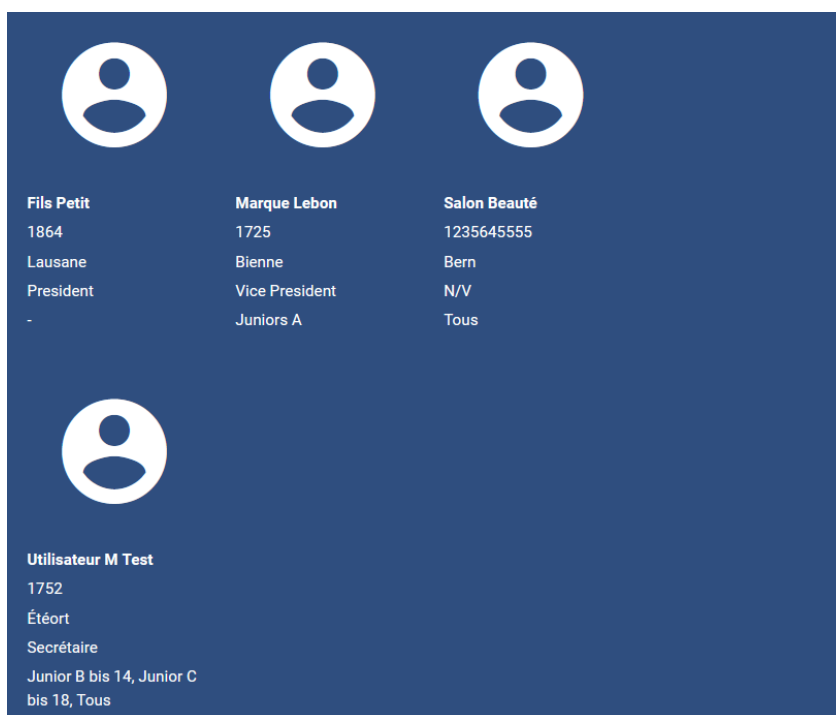 Fils Petit
1864
Lausane
President
-
Marque Lebon
1725
Bienne
Vice President
Juniors A
Salon Beauté
1235645555
Bern
N/V
Tous
Utilisateur M Test
1752
Étéort
Secrétaire
Junior B bis 14, Junior C
bis 18, Tous